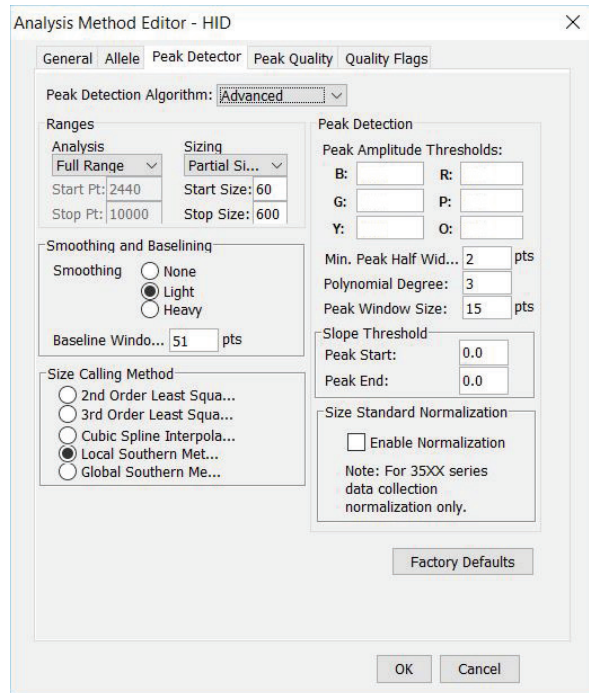 Analysis Method Editor - HID
General Allele Peak Detector Peak Quality Quality Flags
Peak Detection Algorithm: Advanced
Ranges
Analysis Sizing
Full Range Partial Si...
Start Pt: 2440 Start Size: 60
Stop Pt: 10000 Stop Size: 600
Smoothing and Baselining
Smoothing None
Light
Heavy
Baseline Windo... 51 pts
Size Calling Method
2nd Order Least Squa...
3rd Order Least Squa...
Cubic Spline Interpola...
Local Southern Met...
Global Southern Me...
Peak Detection
Peak Amplitude Thresholds:
B: R:
G: P:
Y: O:
Min. Peak Half Wid... 2 pts
Polynomial Degree: 3
Peak Window Size: 15 pts
Slope Threshold
Peak Start: 0.0
Peak End: 0.0
Size Standard Normalization
Enable Normalization
Note: For 35XX series
data collection
normalization only.
Factory Defaults
OK Cancel